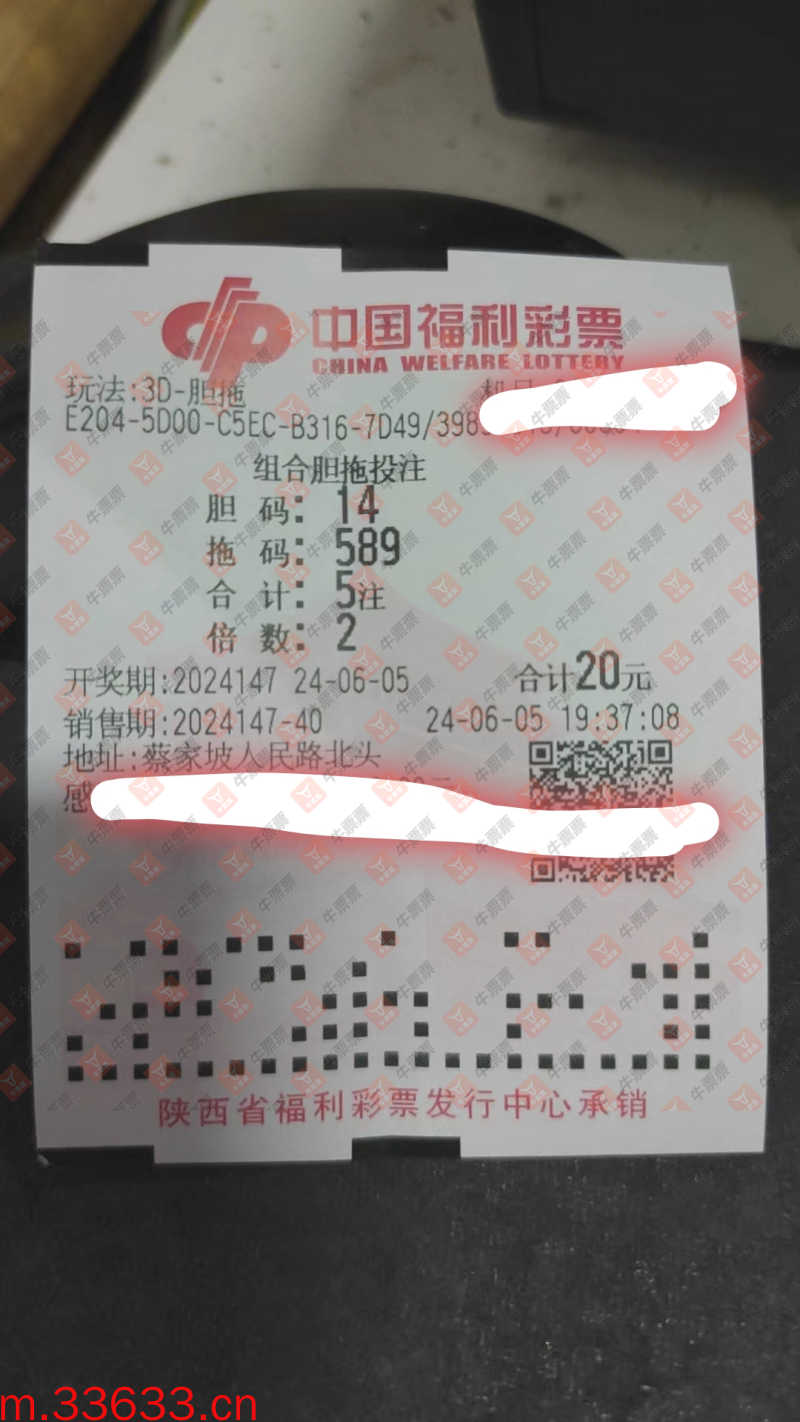 中国福利彩票
CHINA WELFARE LOTTERY
玩法:3D-胆拖
E204-5D00-C5EC-B316-7D49/398
组合胆拖投注
胆 码: 14
拖 码: 589
合 计: 5注
倍 数: 2
开奖期:2024147 24-06-05 合计20元
销售期:2024147-40 24-06-05 19:37:08
地址:蔡家坡人民路北头
感
陕西省福利彩票发行中心承销
牛票票
m.33633.cn